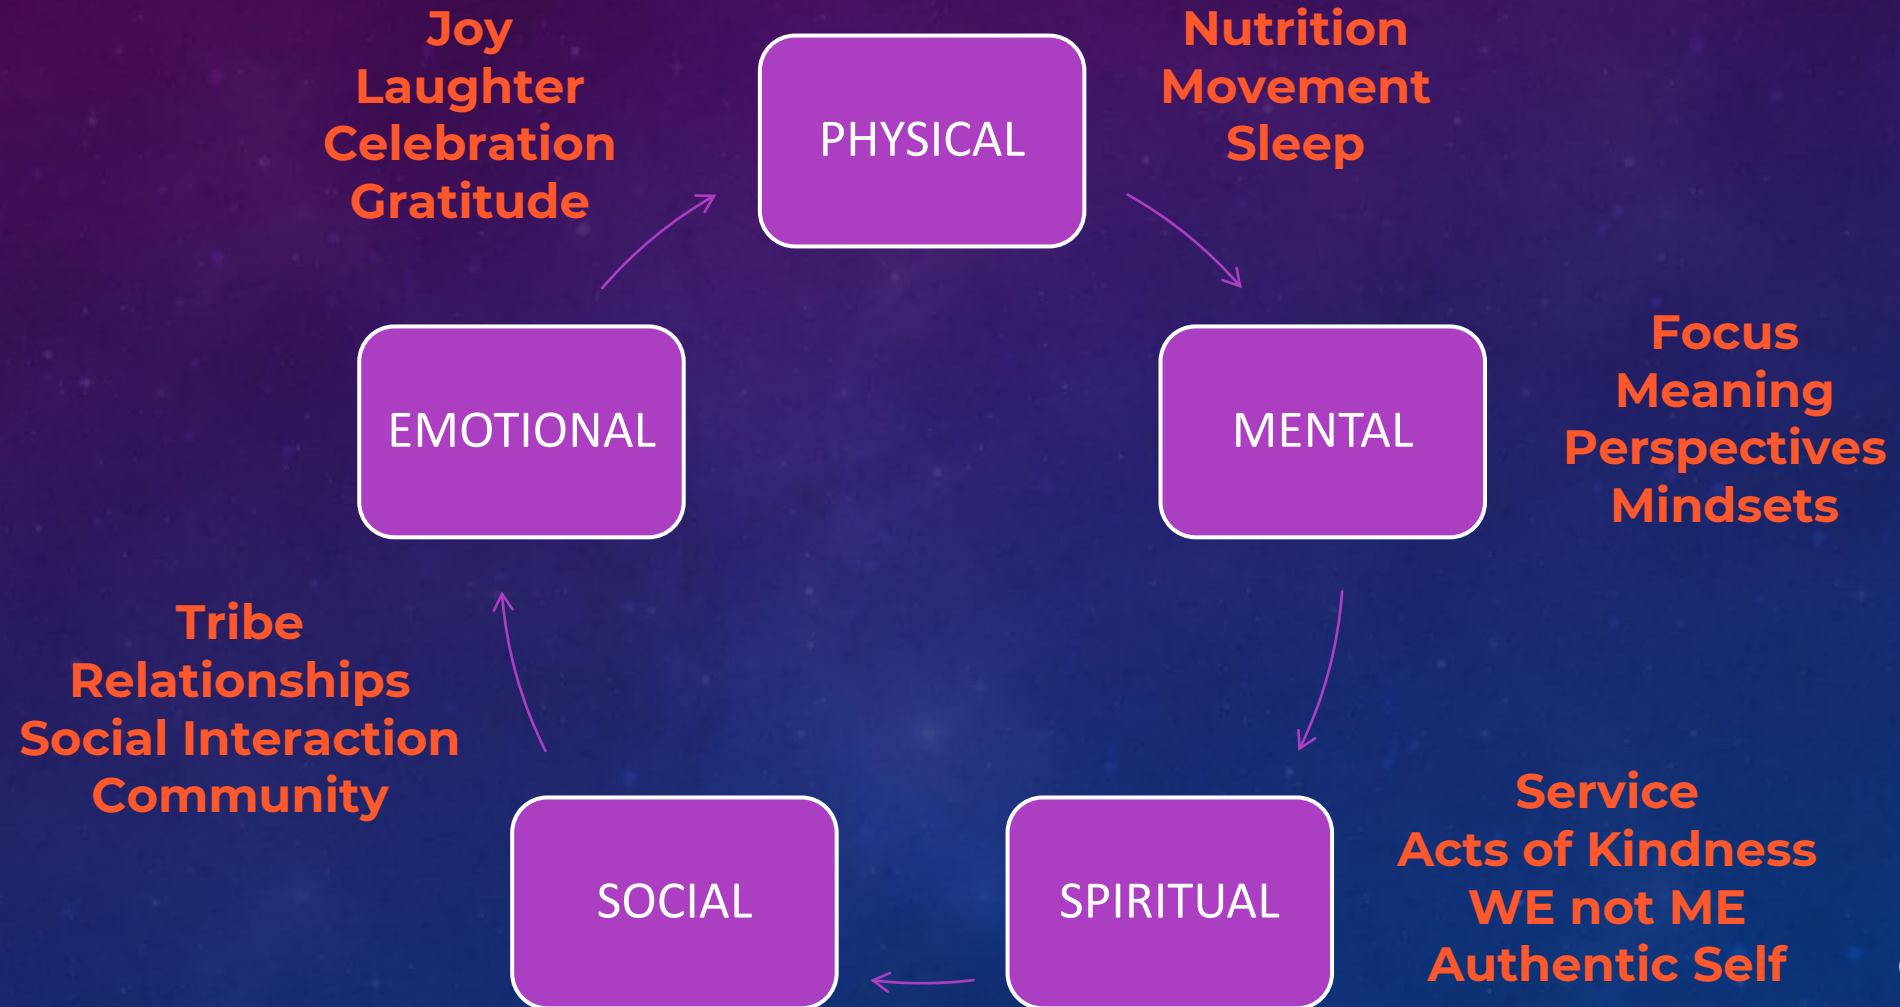 Joy
Laughter
Celebration
Gratitude
PHYSICAL
Nutrition
Movement
Sleep
EMOTIONAL
MENTAL
Focus
Meaning
Perspectives
Mindsets
Tribe
Relationships
Social Interaction
Community
SOCIAL
SPIRITUAL
Service
Acts of Kindness
WE not ME
Authentic Self